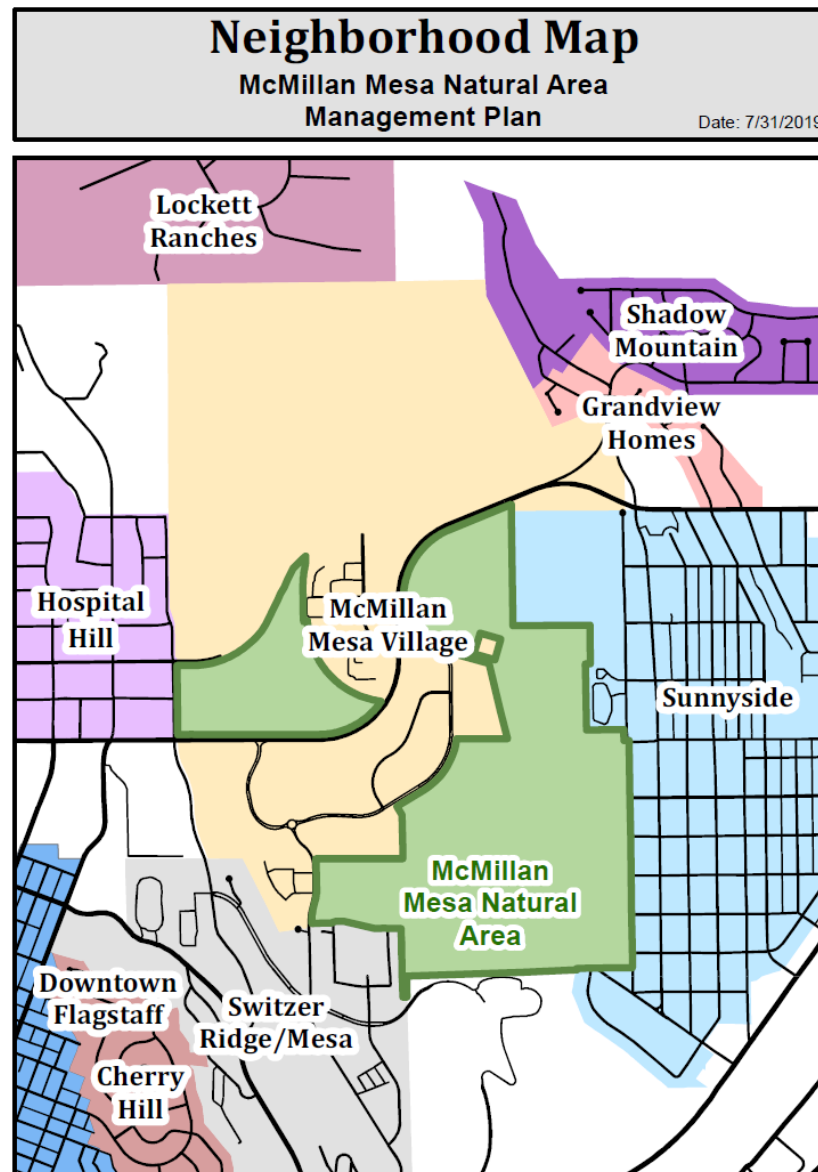 Neighborhood Map
McMillan Mesa Natural Area
Management Plan
Date: 7/31/2019
Lockett
Ranches
Shadow
Mountain
Grandview
Homes
Hospital
Hill
McMillan
Mesa Village
Sunnyside
McMillan
Mesa Natural
Area
Downtown
Flagstaff
Switzer
Ridge/Mesa
Cherry
Hill